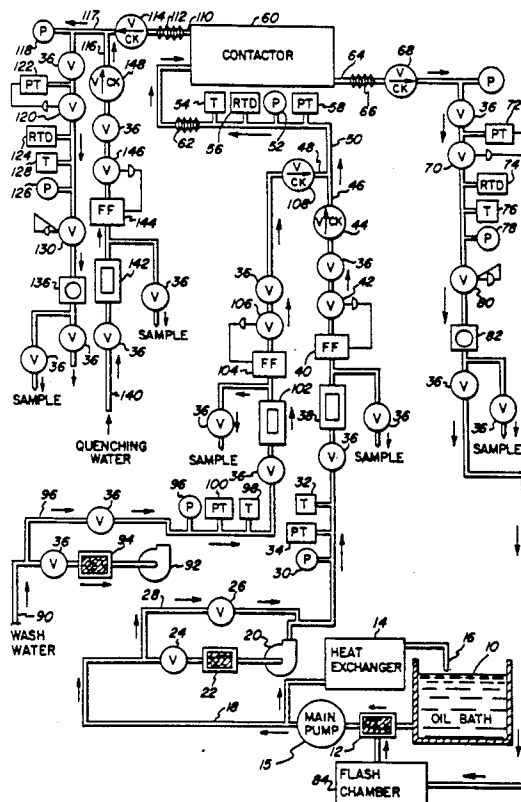 117
114
112
110
60
118
P
V
CK
CONTACTOR
116
64
68
36
V
V
CK
148
V
CK
P
122
PT
54
T
RTD
P
PT
58
66
36
V
120
V
V
36
62
56
52
50
PT
72
RTD
124
T
128
P
126
146
V
48
V
CK
108
46
70
V
RTD
74
T
76
P
78
130
V
FF
144
V
CK
44
36
V
V
36
V
80
136
142
V
36
106
V
V
42
82
SAMPLE
104
FF
40
FF
36
V
V
36
V
36
V
36
SAMPLE
102
38
V
36
SAMPLE
140
36
V
V
36
36
V
SAMPLE
QUENCHING
WATER
SAMPLE
36
V
V
36
96
100
98
32
T
96
36
V
P
PT
T
34
PT
36
V
94
92
30
P
90
WASH
WATER
28
26
V
14
24
V
20
HEAT
EXCHANGER
16
10
22
OIL BATH
18
MAIN
PUMP
15
12
FLASH
CHAMBER
84